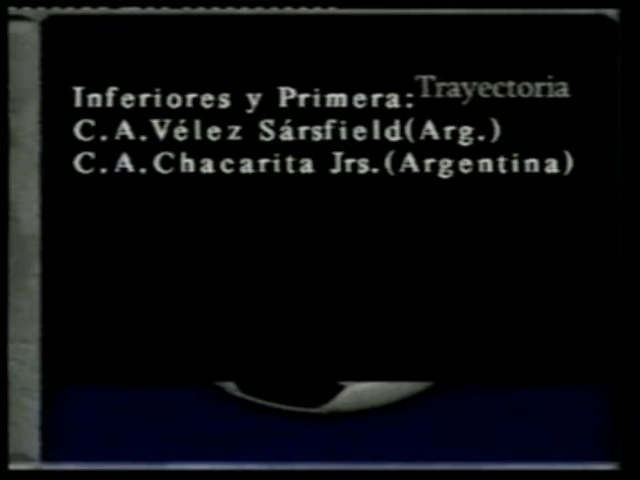 Trayectoria
Inferiores y Primera:
C.A.Vélez Sársfield(Arg.)
C.A.Chacarita Jrs.(Argentina)